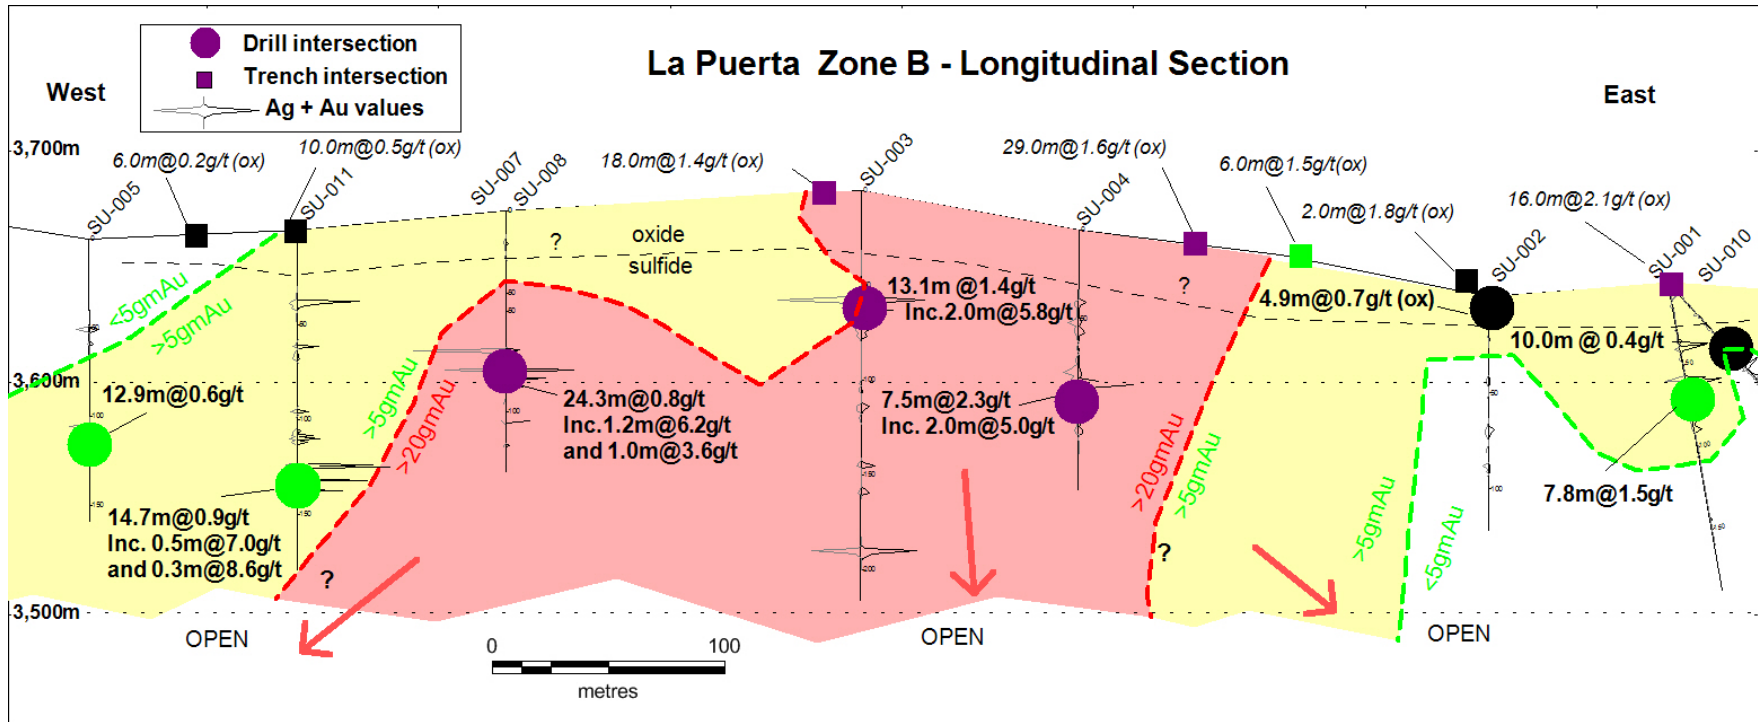 Drill intersection
Trench intersection
Ag + Au values
La Puerta Zone B - Longitudinal Section
West
East
3,700m
3,600m
3,500m
6.0m@0.2g/t (ox)
10.0m@0.5g/t (ox)
18.0m@1.4g/t (ox)
29.0m@1.6g/t (ox)
6.0m@1.5g/t(ox)
2.0m@1.8g/t (ox)
16.0m@2.1g/t (ox)
SU-005
SU-011
SU-007
SU-008
SU-003
SU-004
SU-002
SU-001
SU-010
?
oxide
sulfide
?
<5gmAu
>5gmAu
>5gmAu
>20gmAu
>20gmAu
>5gmAu
>5gmAu
<5gmAu
12.9m@0.6g/t
14.7m@0.9g/t
Inc. 0.5m@7.0g/t
and 0.3m@8.6g/t
24.3m@0.8g/t
Inc.1.2m@6.2g/t
and 1.0m@3.6g/t
13.1m @1.4g/t
Inc.2.0m@5.8g/t
7.5m@2.3g/t
Inc. 2.0m@5.0g/t
4.9m@0.7g/t (ox)
10.0m @ 0.4g/t
7.8m@1.5g/t
?
?
OPEN
OPEN
OPEN
0
100
metres